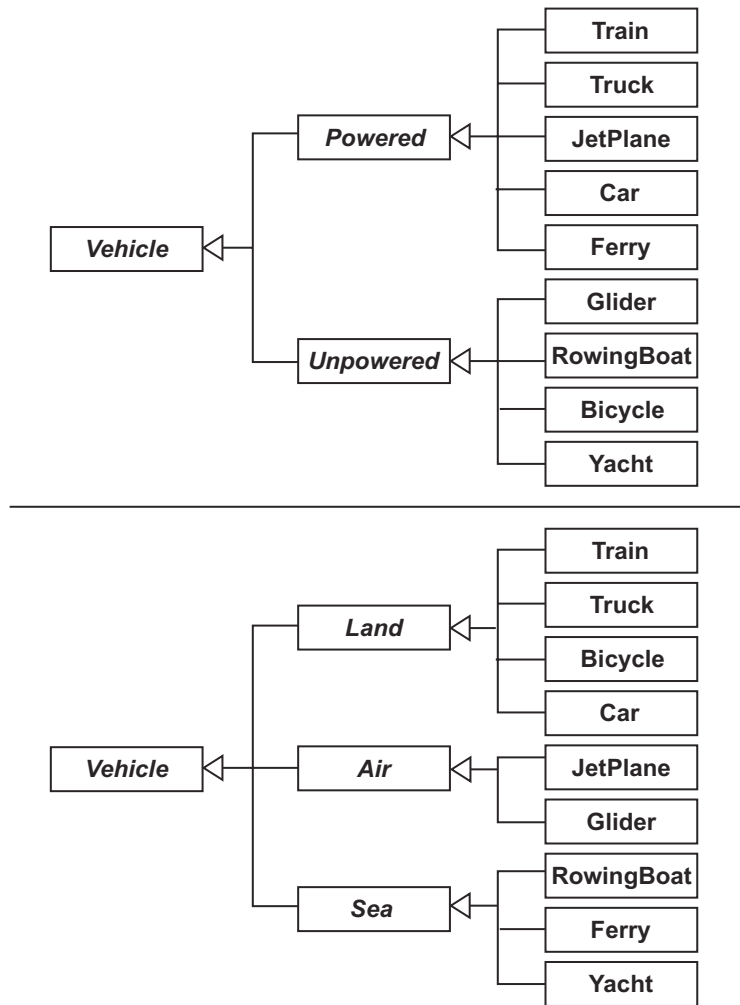 Train
Truck
Powered
JetPlane
Car
Vehicle
Ferry
Glider
Unpowered
RowingBoat
Bicycle
Yacht
Train
Land
Truck
Bicycle
Car
Vehicle
Air
JetPlane
Glider
RowingBoat
Sea
Ferry
Yacht